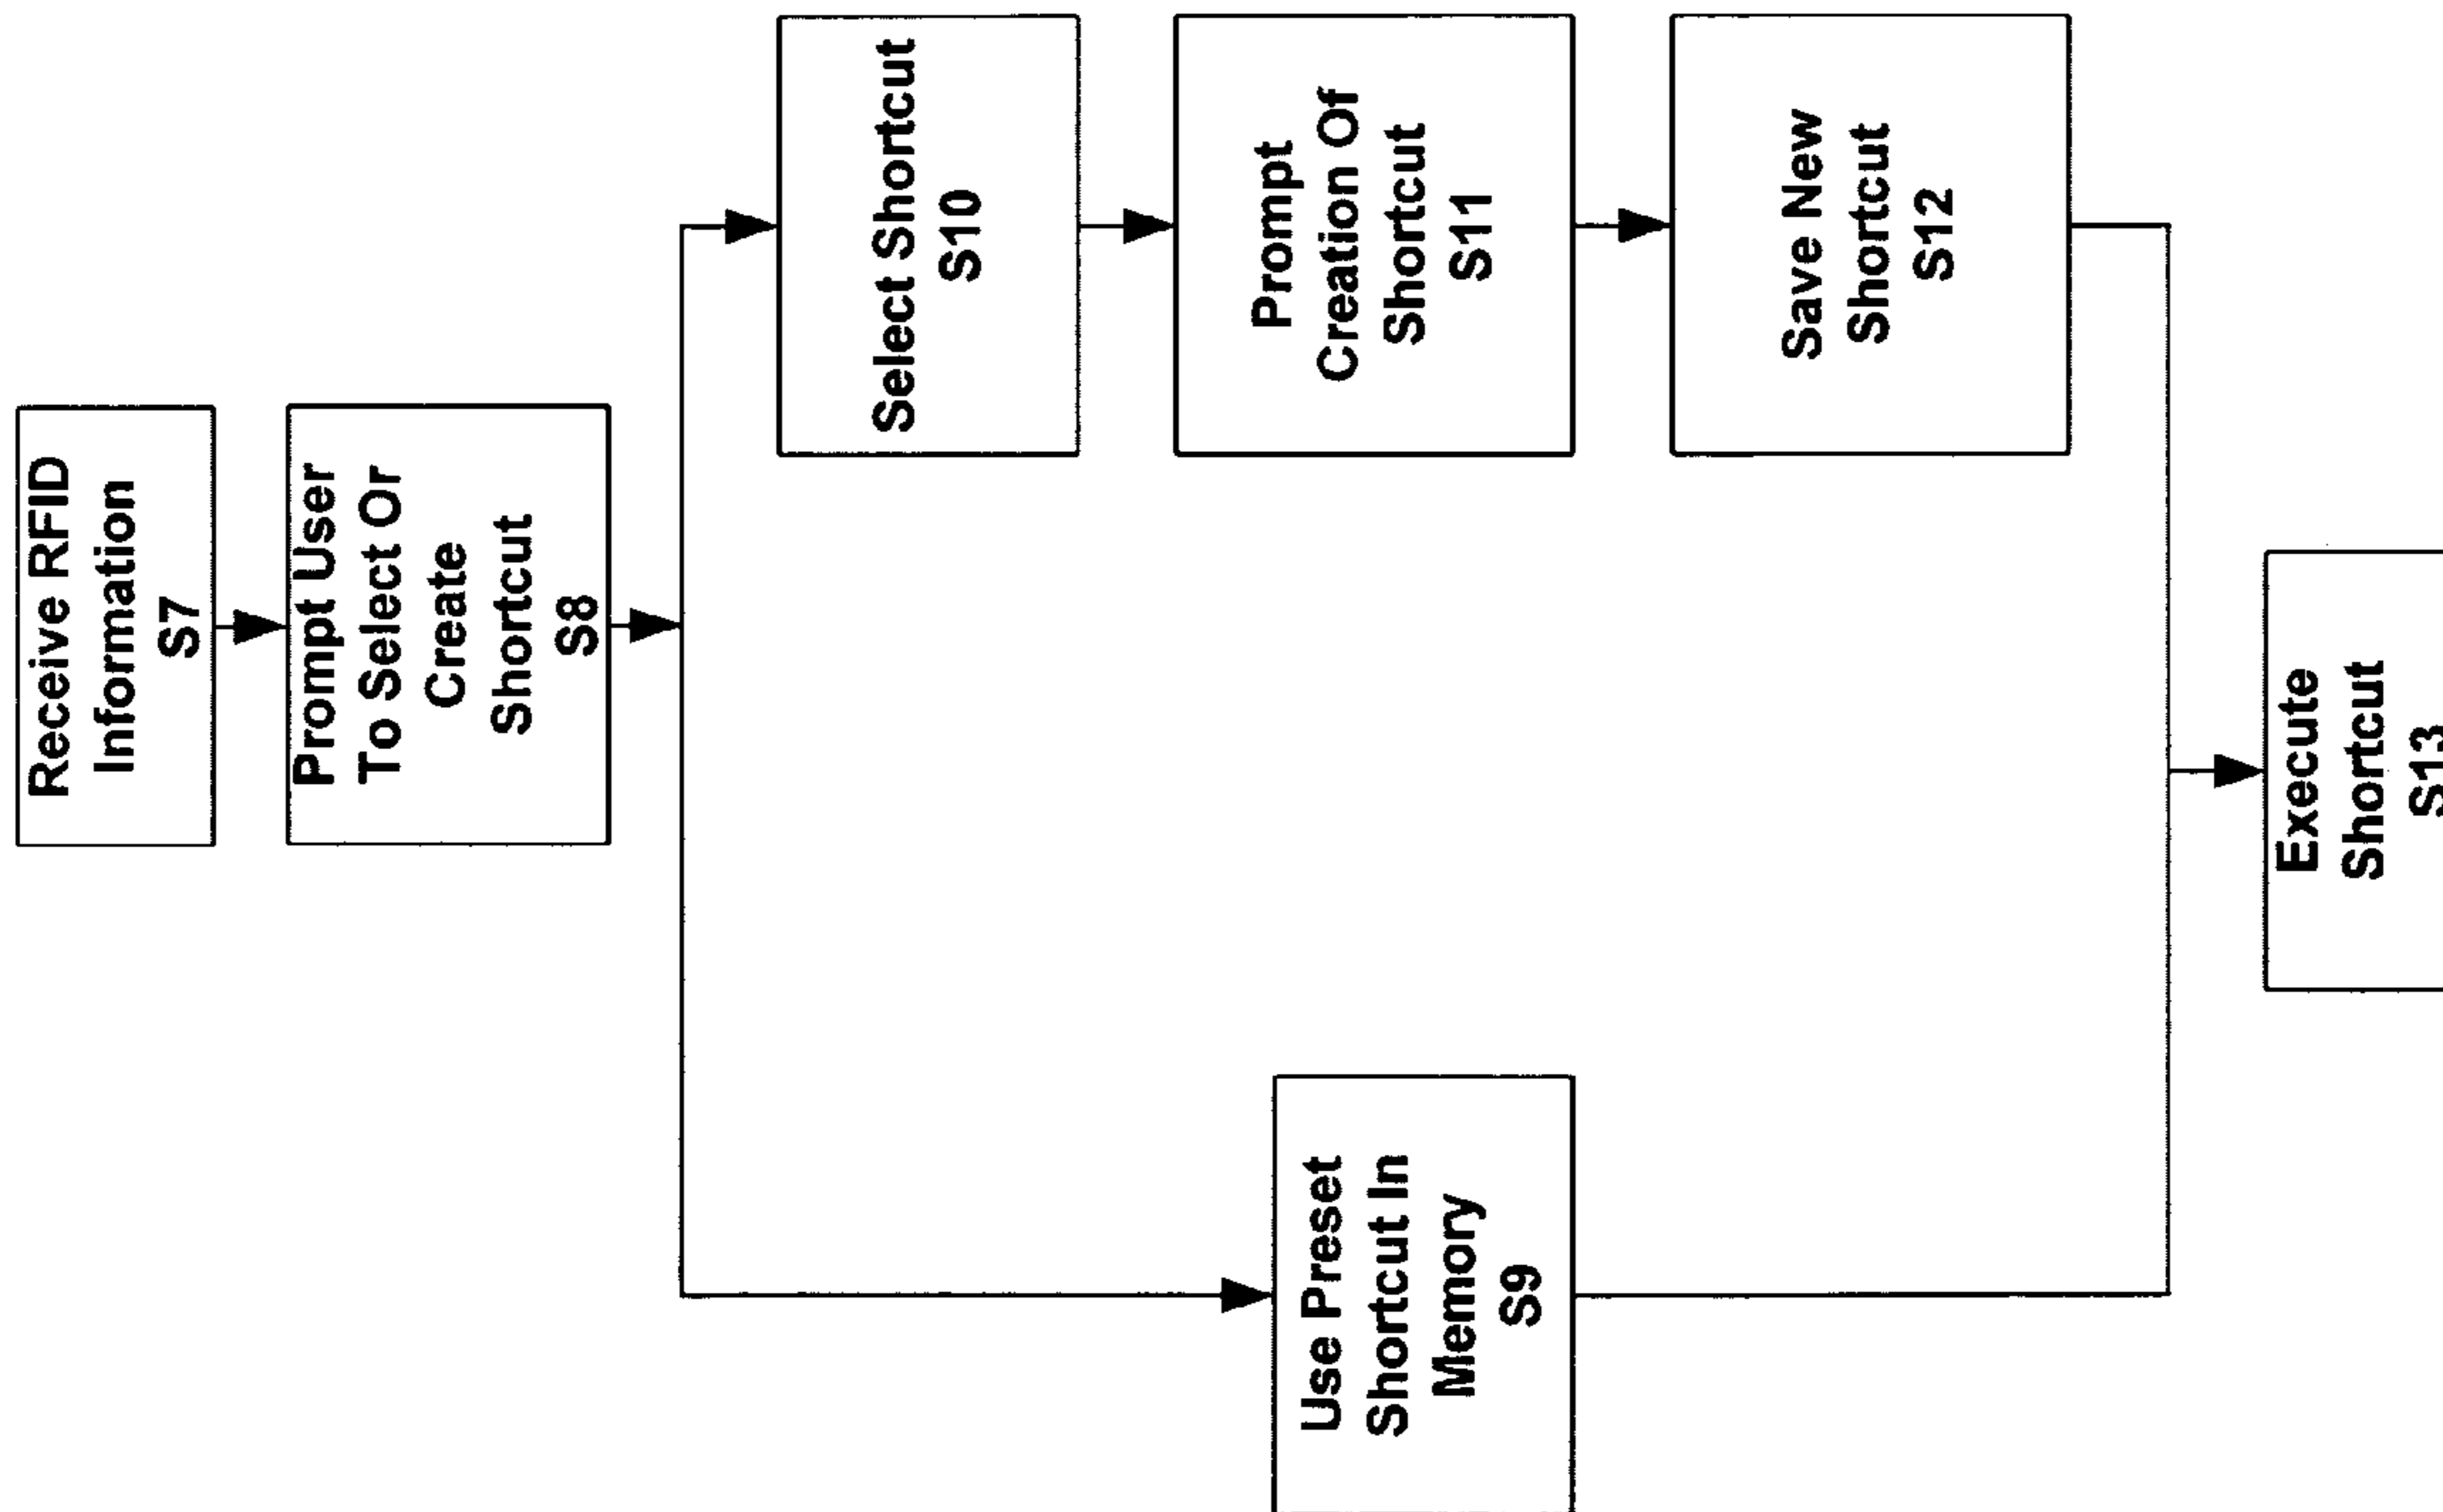 Receive RFID
Information
S7
Prompt User
To Select Or
Create
Shortcut
S8
Use Preset
Shortcut In
Memory
S9
Select Shortcut
S10
Prompt
Creation Of
Shortcut
S11
Save New
Shortcut
S12
Execute
Shortcut
S13